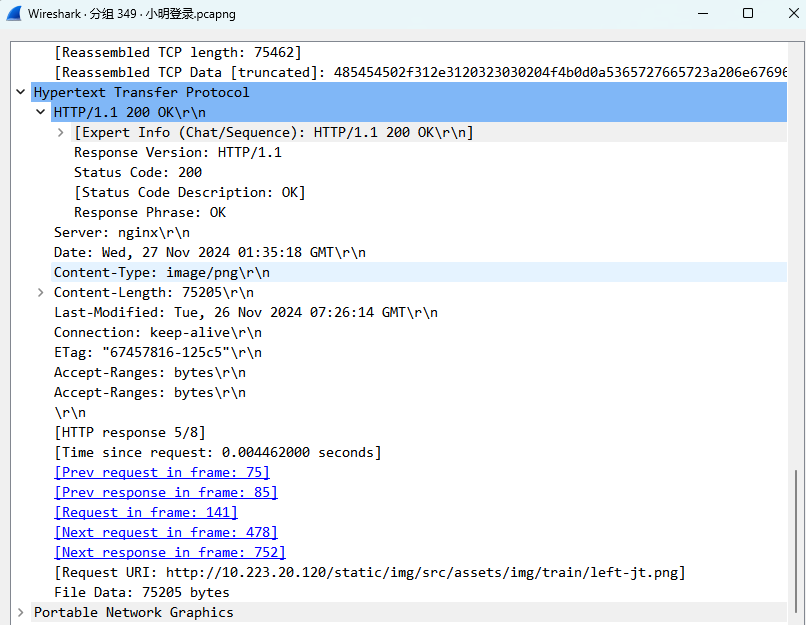 Wireshark · 分组 349 · 小明登录.pcapng
[Reassembled TCP length: 75462]
[Reassembled TCP Data [truncated]: 485454502f312e3120323030204f4b0d0a5365727665723a206e67696
Hypertext Transfer Protocol
HTTP/1.1 200 OK\r\n
[Expert Info (Chat/Sequence): HTTP/1.1 200 OK\r\n]
Response Version: HTTP/1.1
Status Code: 200
[Status Code Description: OK]
Response Phrase: OK
Server: nginx\r\n
Date: Wed, 27 Nov 2024 01:35:18 GMT\r\n
Content-Type: image/png\r\n
Content-Length: 75205\r\n
Last-Modified: Tue, 26 Nov 2024 07:26:14 GMT\r\n
Connection: keep-alive\r\n
ETag: "67457816-125c5"\r\n
Accept-Ranges: bytes\r\n
Accept-Ranges: bytes\r\n
\r\n
[HTTP response 5/8]
[Time since request: 0.004462000 seconds]
[Prev request in frame: 75]
[Prev response in frame: 85]
[Request in frame: 141]
[Next request in frame: 478]
[Next response in frame: 752]
[Request URI: http://10.223.20.120/static/img/src/assets/img/train/left-jt.png]
File Data: 75205 bytes
Portable Network Graphics